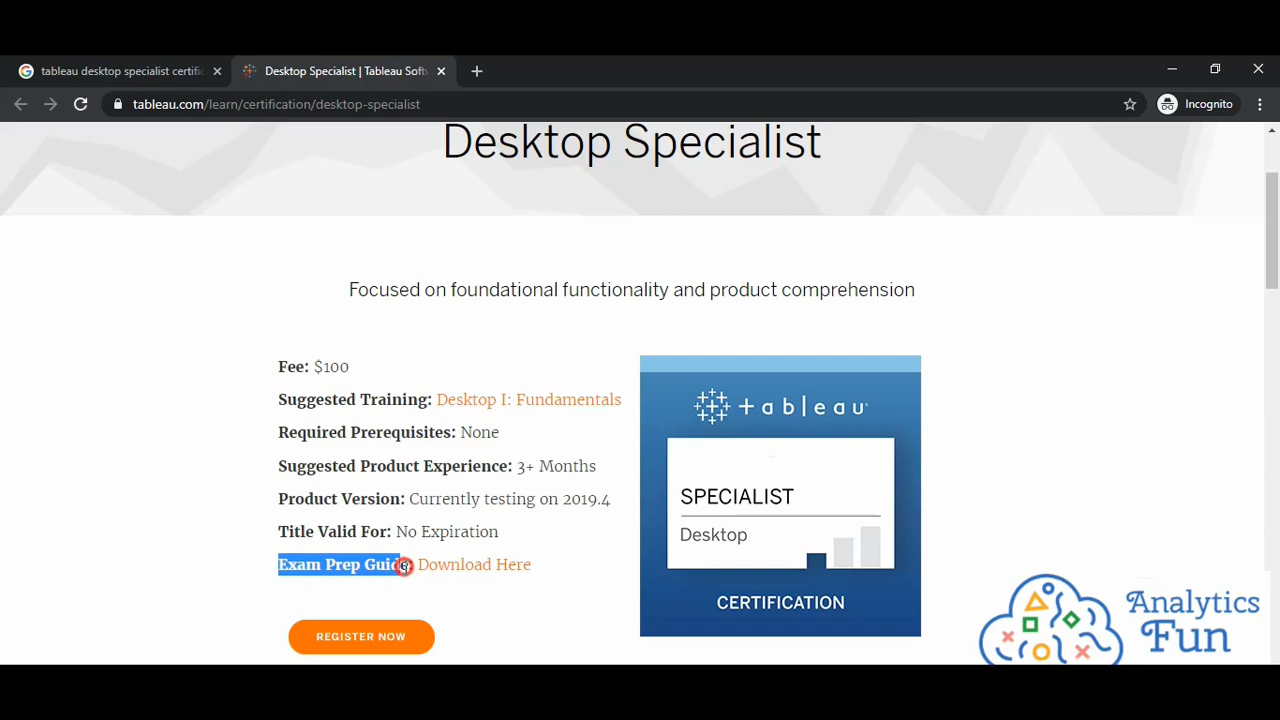 tableau desktop specialist certific
Desktop Specialist | Tableau Soft
tableau.com/learn/certification/desktop-specialist
Incognito
Desktop Specialist
Focused on foundational functionality and product comprehension
Fee: $100
Suggested Training: Desktop I: Fundamentals
Required Prerequisites: None
Suggested Product Experience: 3+ Months
Product Version: Currently testing on 2019.4
Title Valid For: No Expiration
Exam Prep Guide: Download Here
REGISTER NOW
+ableau
SPECIALIST
Desktop
CERTIFICATION
Analytics
Fun